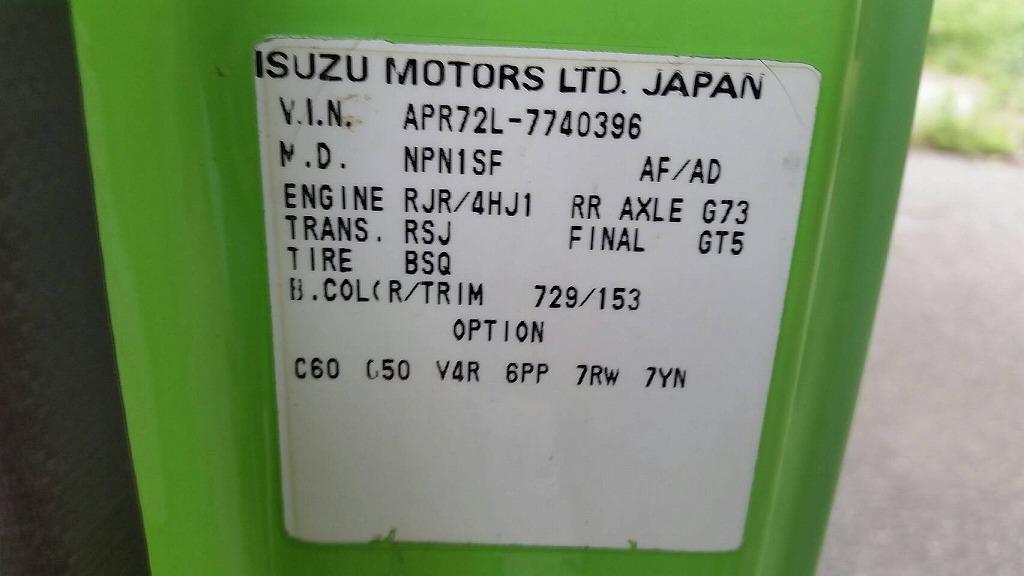 ISUZU MOTORS LTD. JAPAN
V.I.N. APR72L-7740396
M.D. NPN1SF AF/AD
ENGINE RJR/4HJ1 RR AXLE G73
TRANS. RSJ FINAL GT5
TIRE BSQ
B.COLOR/TRIM 729/153
OPTION
C60 C50 V4R 6PP 7RW 7YN